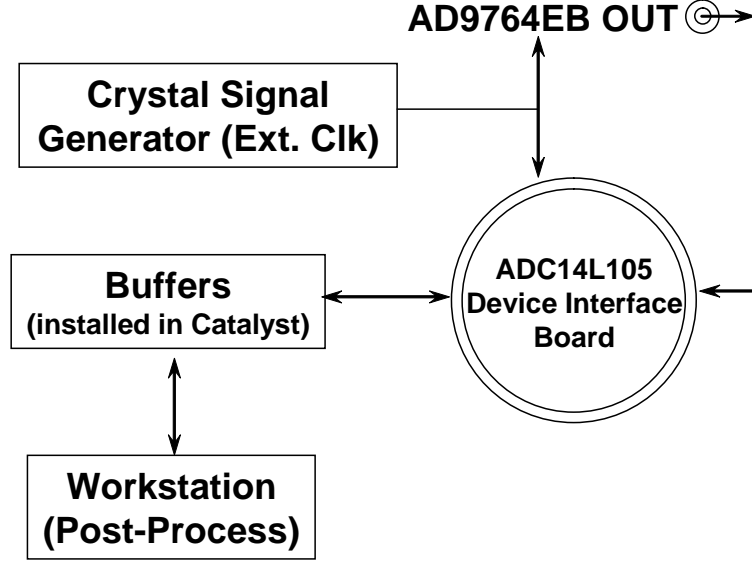 AD9764EB OUT
Crystal Signal
Generator (Ext. Clk)
ADC14L105
Device Interface
Board
Buffers
(installed in Catalyst)
Workstation
(Post-Process)